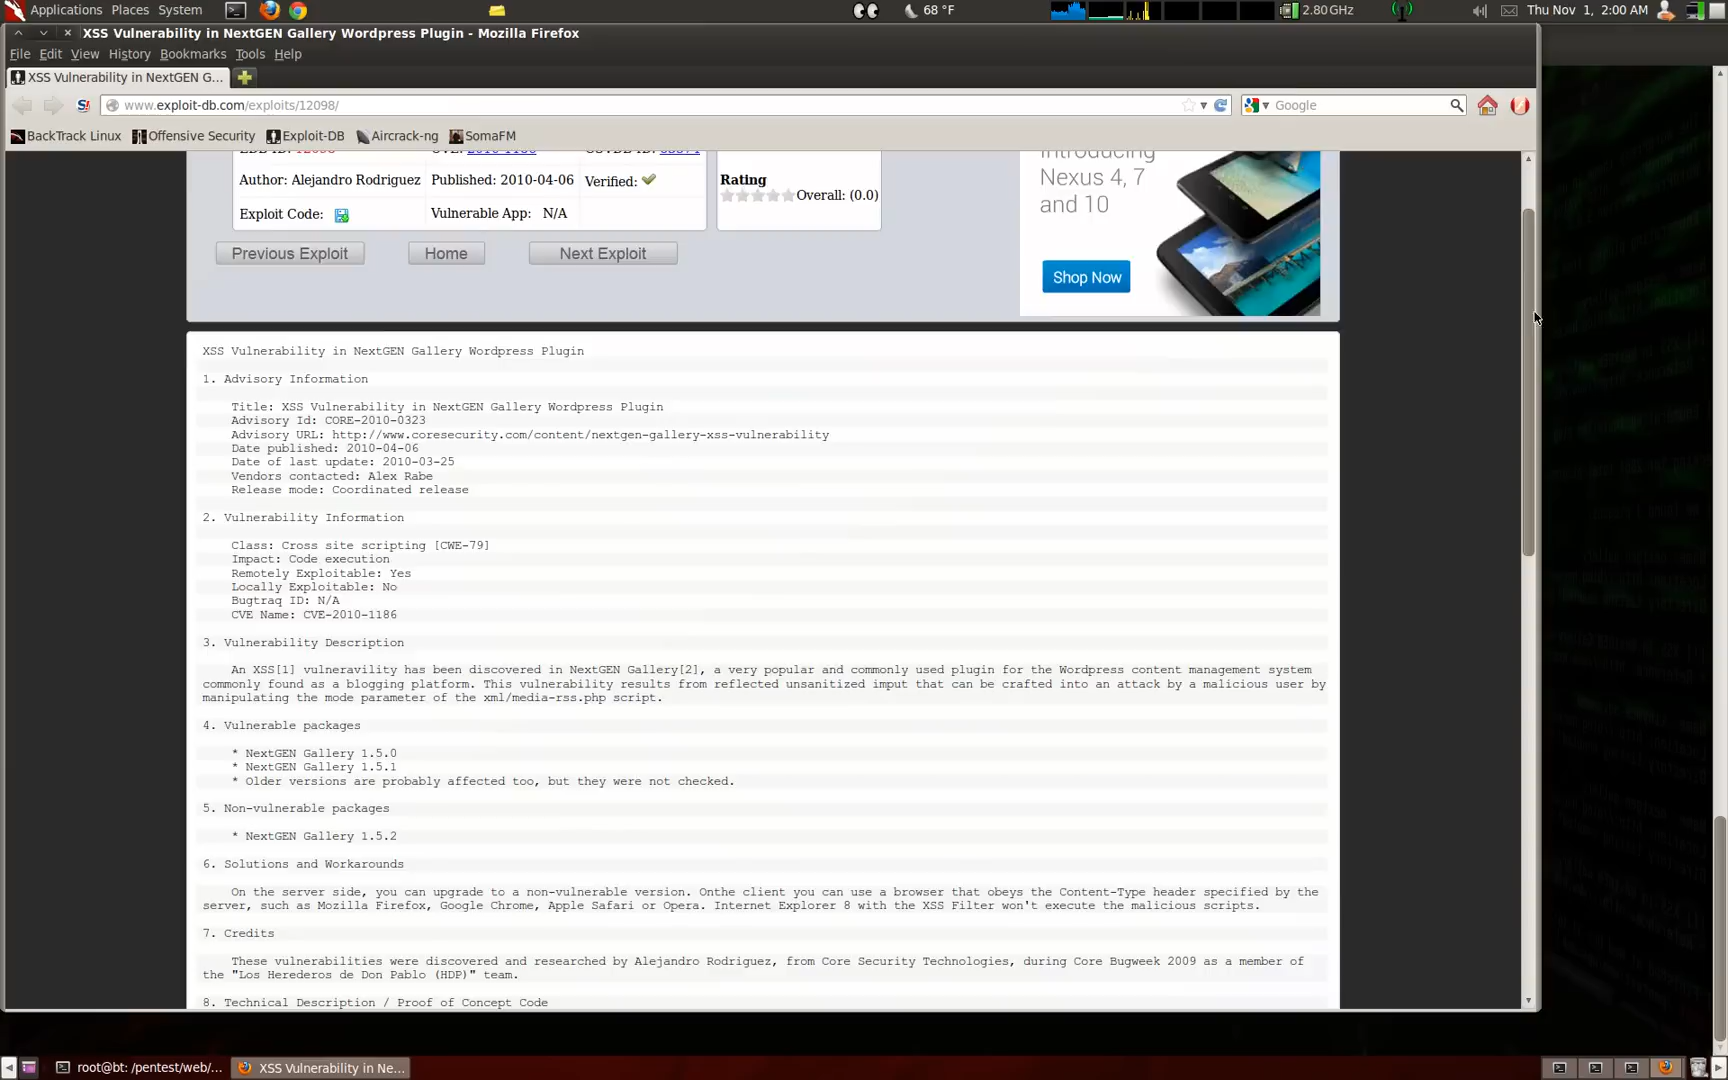 Applications Places System
68 °F
2.80GHz
Thu Nov 1, 2:00 AM
XSS Vulnerability in NextGEN Gallery Wordpress Plugin - Mozilla Firefox
File Edit View History Bookmarks Tools Help
XSS Vulnerability in NextGEN G...
www.exploit-db.com/exploits/12098/
Google
BackTrack Linux Offensive Security Exploit-DB Aircrack-ng SomaFM
Author: Alejandro Rodriguez Published: 2010-04-06 Verified:
Rating
Overall: (0.0)
Exploit Code: Vulnerable App: N/A
Previous Exploit Home Next Exploit
Introducing
Nexus 4, 7
and 10
Shop Now
XSS Vulnerability in NextGEN Gallery Wordpress Plugin
1. Advisory Information
Title: XSS Vulnerability in NextGEN Gallery Wordpress Plugin
Advisory Id: CORE-2010-0323
Advisory URL: http://www.coresecurity.com/content/nextgen-gallery-xss-vulnerability
Date published: 2010-04-06
Date of last update: 2010-03-25
Vendors contacted: Alex Rabe
Release mode: Coordinated release
2. Vulnerability Information
Class: Cross site scripting [CWE-79]
Impact: Code execution
Remotely Exploitable: Yes
Locally Exploitable: No
Bugtraq ID: N/A
CVE Name: CVE-2010-1186
3. Vulnerability Description
An XSS[1] vulneravility has been discovered in NextGEN Gallery[2], a very popular and commonly used plugin for the Wordpress content management system
commonly found as a blogging platform. This vulnerability results from reflected unsanitized imput that can be crafted into an attack by a malicious user by
manipulating the mode parameter of the xml/media-rss.php script.
4. Vulnerable packages
* NextGEN Gallery 1.5.0
* NextGEN Gallery 1.5.1
* Older versions are probably affected too, but they were not checked.
5. Non-vulnerable packages
* NextGEN Gallery 1.5.2
6. Solutions and Workarounds
On the server side, you can upgrade to a non-vulnerable version. Onthe client you can use a browser that obeys the Content-Type header specified by the
server, such as Mozilla Firefox, Google Chrome, Apple Safari or Opera. Internet Explorer 8 with the XSS Filter won't execute the malicious scripts.
7. Credits
These vulnerabilities were discovered and researched by Alejandro Rodriguez, from Core Security Technologies, during Core Bugweek 2009 as a member of
the "Los Herederos de Don Pablo (HDP)" team.
8. Technical Description / Proof of Concept Code
root@bt: /pentest/web/... XSS Vulnerability in Ne...